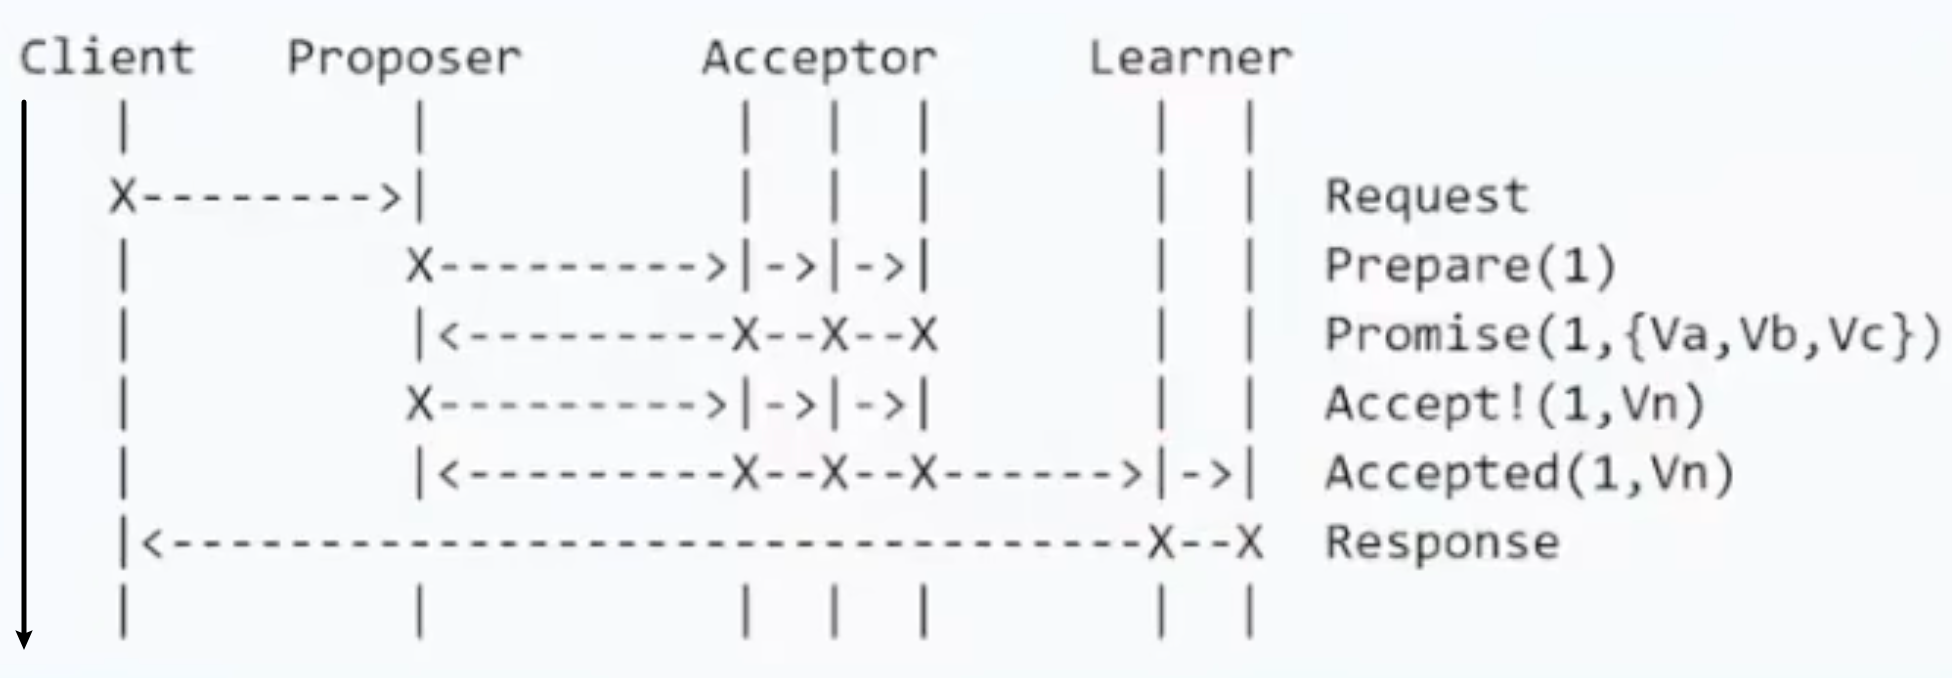 Client   Proposer      Acceptor     Learner
   |         |          |  |  |       |  |
   X-------->|          |  |  |       |  |  Request
   |         X--------->|->|->|       |  |  Prepare(1)
   |         |<---------X--X--X       |  |  Promise(1,{Va,Vb,Vc})
   |         X--------->|->|->|       |  |  Accept!(1,Vn)
   |         |<---------X--X--X------>|->|  Accepted(1,Vn)
   |<---------------------------------X--X  Response
   |         |          |  |  |       |  |